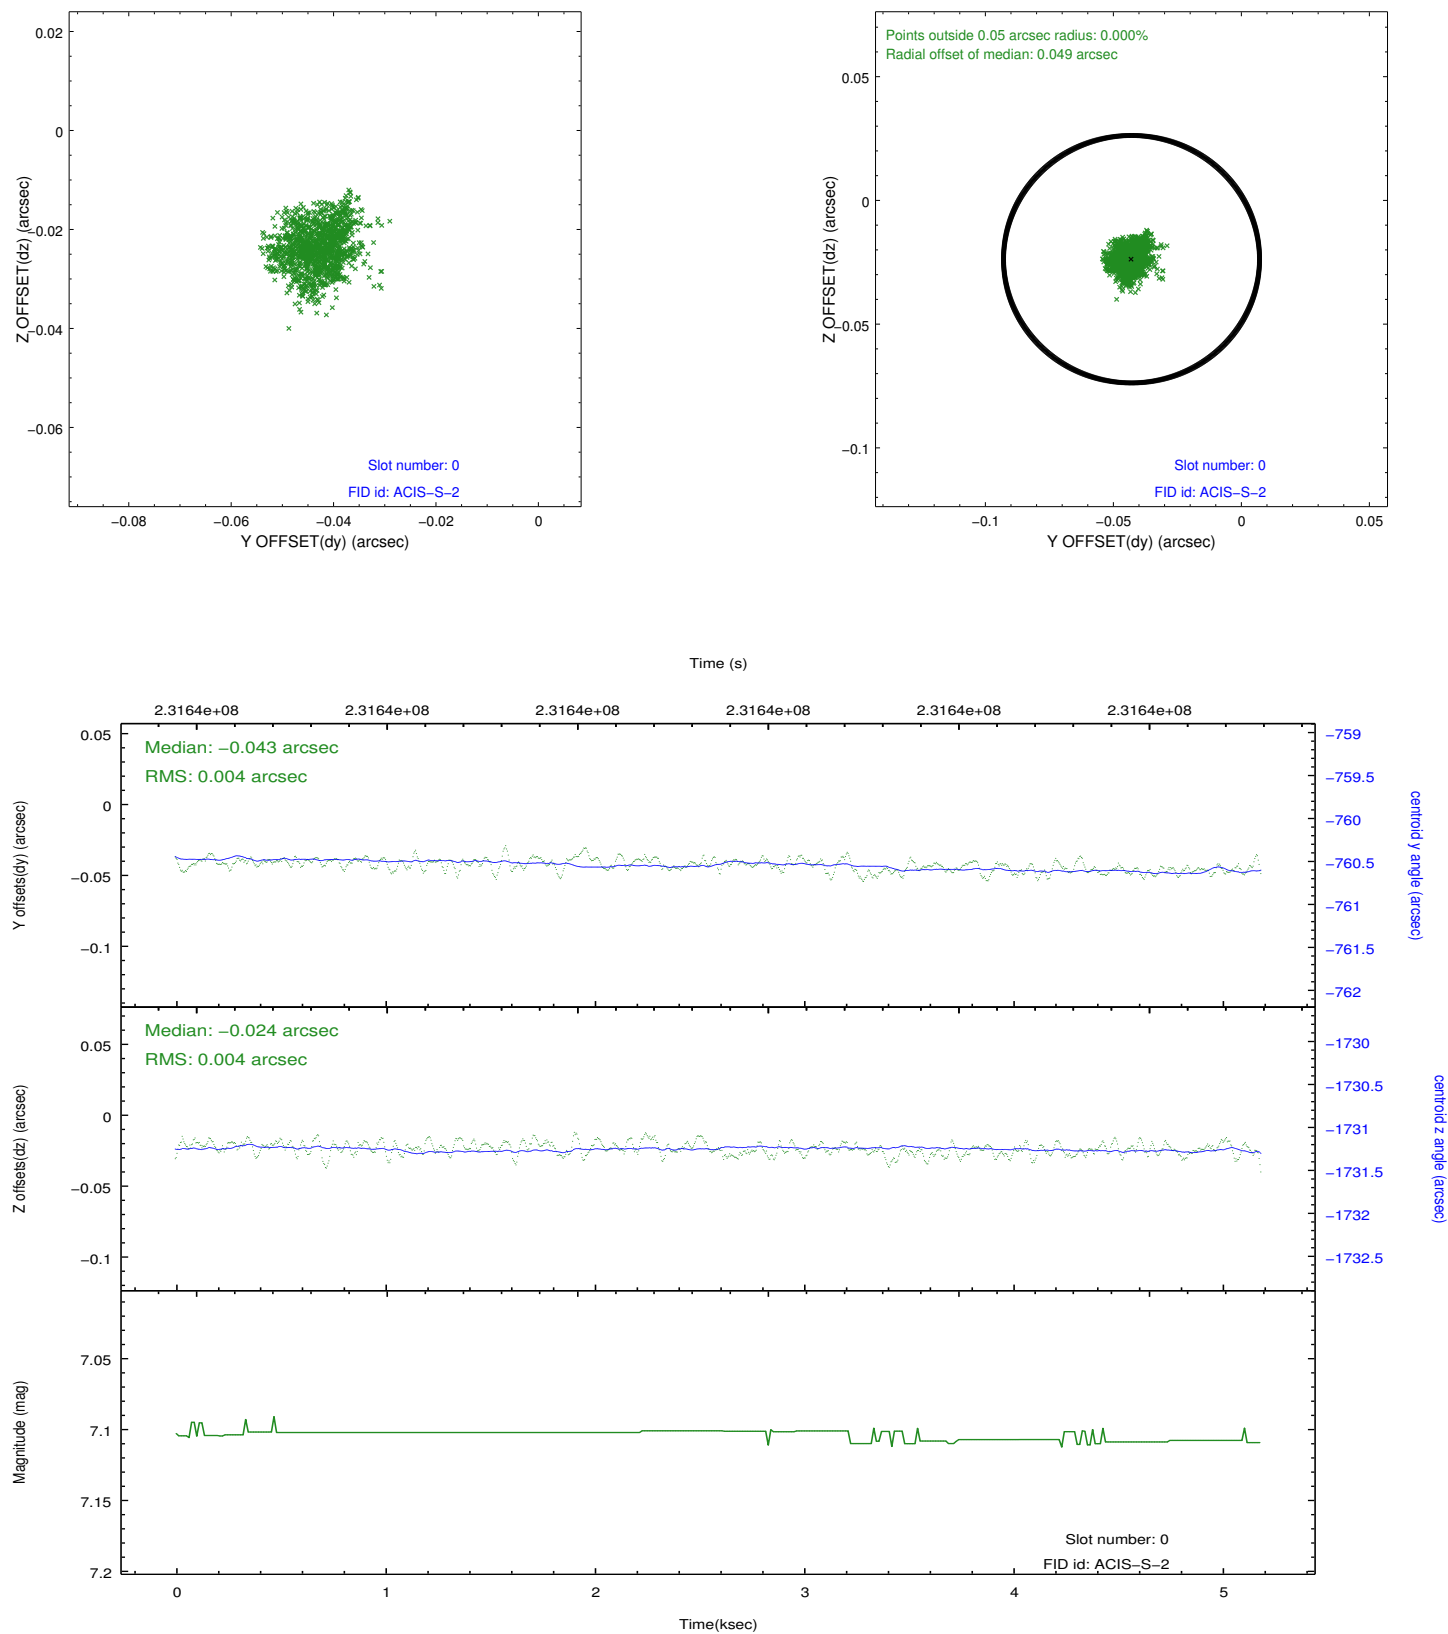 0.02
0
−0.02
−0.04
−0.06
Z OFFSET(dz) (arcsec)
Slot number: 0
FID id: ACIS−S−2
−0.08
−0.06
−0.04
−0.02
0
Y OFFSET(dy) (arcsec)
Points outside 0.05 arcsec radius: 0.000%
Radial offset of median: 0.049 arcsec
0.05
0
−0.05
−0.1
Z OFFSET(dz) (arcsec)
Slot number: 0
FID id: ACIS−S−2
−0.1
−0.05
0
0.05
Y OFFSET(dy) (arcsec)
Time (s)
2.3164e+08
2.3164e+08
2.3164e+08
2.3164e+08
2.3164e+08
2.3164e+08
Median: −0.043 arcsec
RMS: 0.004 arcsec
0.05
0
−0.05
−0.1
Y offsets(dy) (arcsec)
−759
−759.5
−760
−760.5
−761
−761.5
−762
centroid y angle (arcsec)
Median: −0.024 arcsec
RMS: 0.004 arcsec
0.05
0
−0.05
−0.1
Z offsets(dz) (arcsec)
−1730
−1730.5
−1731
−1731.5
−1732
−1732.5
centroid z angle (arcsec)
7.05
7.1
7.15
7.2
Magnitude (mag)
Slot number: 0
FID id: ACIS−S−2
0
1
2
3
4
5
Time(ksec)